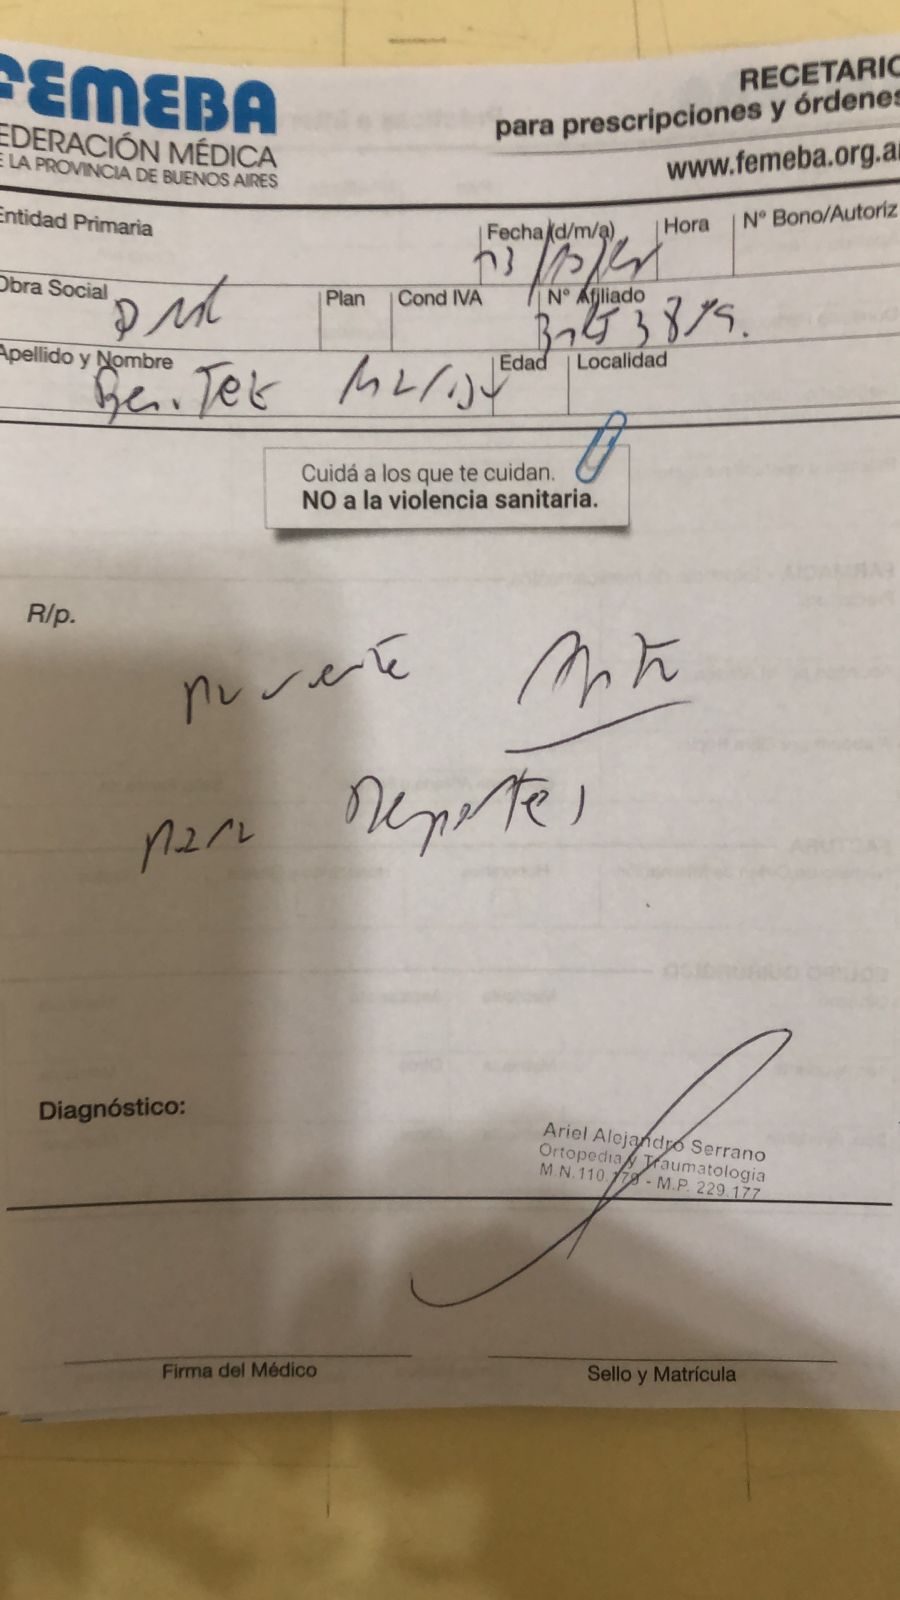 FEMEBA
FEDERACIÓN MÉDICA
DE LA PROVINCIA DE BUENOS AIRES
RECETARIO
para prescripciones y órdenes
www.femeba.org.ar
Entidad Primaria
Fecha (d/m/a)
Hora
N° Bono/Autoriz
Obra Social
Plan
Cond IVA
N° Afiliado
Apellido y Nombre
Edad
Localidad
Cuidá a los que te cuidan.
NO a la violencia sanitaria.
R/p.
Apto
para Deportes
Diagnóstico:
Ariel Alejandro Serrano
Ortopedia y Traumatología
M.N.110.179 - M.P. 229.177
Firma del Médico
Sello y Matrícula